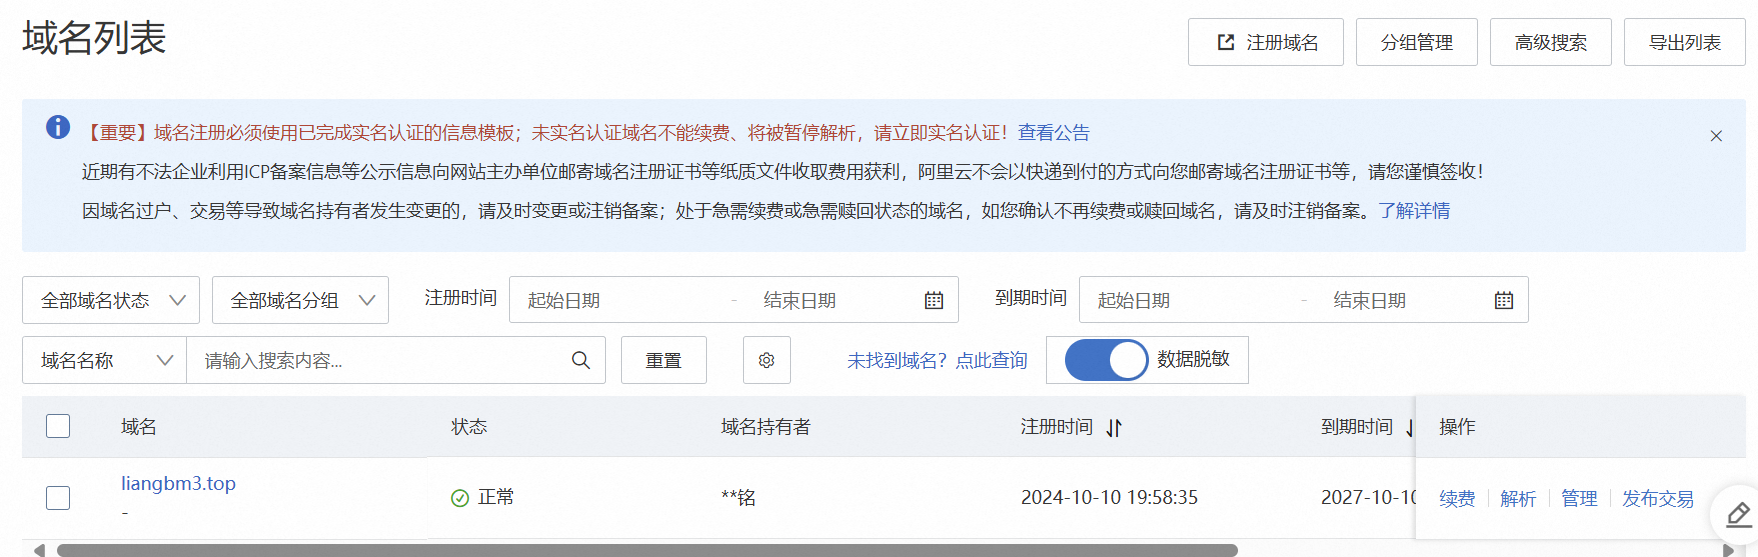 域名列表
注册域名 分组管理 高级搜索 导出列表
【重要】域名注册必须使用已完成实名认证的信息模板；未实名认证域名不能续费、将被暂停解析，请立即实名认证！查看公告
近期有不法企业利用ICP备案信息等公示信息向网站主办单位邮寄域名注册证书等纸质文件收取费用获利，阿里云不会以快递到付的方式向您邮寄域名注册证书等，请您谨慎签收！
因域名过户、交易等导致域名持有者发生变更的，请及时变更或注销备案；处于急需续费或急需赎回状态的域名，如您确认不再续费或赎回域名，请及时注销备案。了解详情
全部域名状态 全部域名分组 注册时间 起始日期 - 结束日期 到期时间 起始日期 - 结束日期
域名名称 请输入搜索内容... 重置 未找到域名？点此查询 数据脱敏
域名 状态 域名持有者 注册时间 到期时间 操作
liangbm3.top 正常 **铭 2024-10-10 19:58:35 2027-10-10 续费 解析 管理 发布交易
-